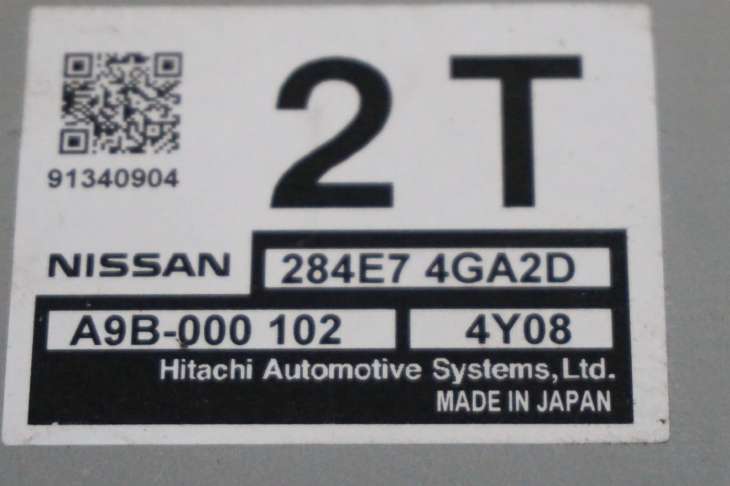 2T
91340904
NISSAN 284E7 4GA2D
A9B-000 102 4Y08
Hitachi Automotive Systems,Ltd.
MADE IN JAPAN